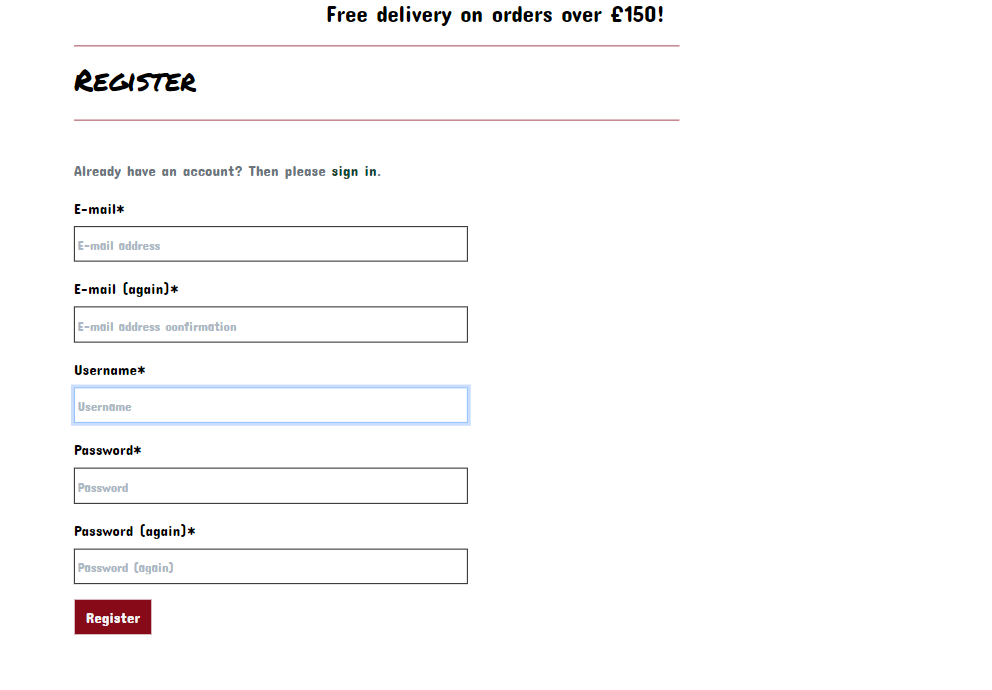 Free delivery on orders over £150!
Register
Already have an account? Then please sign in.
E-mail*
E-mail address
E-mail (again)*
E-mail address confirmation
Username*
Username
Password*
Password
Password (again)*
Password (again)
Register